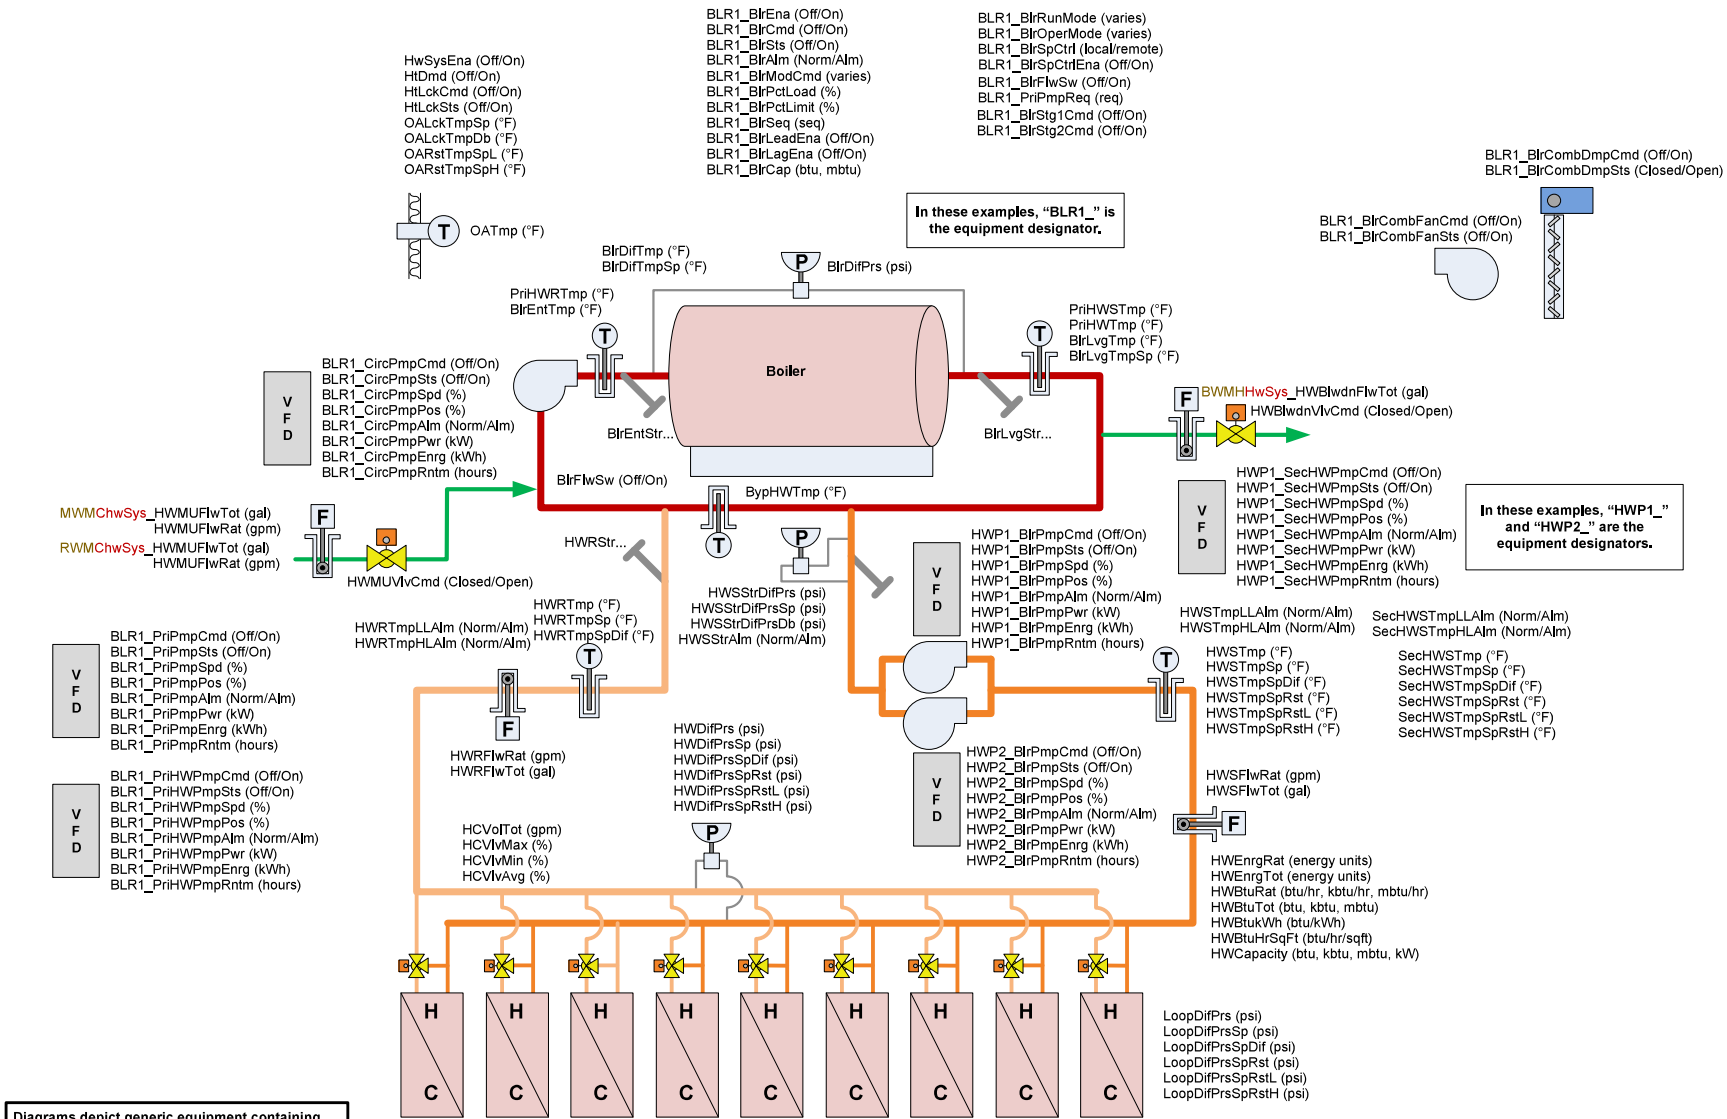 BLR1_BlrEna (Off/On)
BLR1_BlrCmd (Off/On)
BLR1_BlrSts (Off/On)
BLR1_BlrAlm (Norm/Alm)
BLR1_BlrModCmd (varies)
BLR1_BlrPctLoad (%)
BLR1_BlrPctLimit (%)
BLR1_BlrSeq (seq)
BLR1_BlrLeadEna (Off/On)
BLR1_BlrLagEna (Off/On)
BLR1_BlrCap (btu, mbtu)
BLR1_BlrRunMode (varies)
BLR1_BlrOperMode (varies)
BLR1_BlrSpCtrl (local/remote)
BLR1_BlrSpCtrlEna (Off/On)
BLR1_BlrFlwSw (Off/On)
BLR1_PriPmpReq (req)
BLR1_BlrStg1Cmd (Off/On)
BLR1_BlrStg2Cmd (Off/On)
HwSysEna (Off/On)
HtDmd (Off/On)
HtLckCmd (Off/On)
HtLckSts (Off/On)
OALckTmpSp (°F)
OALckTmpDb (°F)
OARstTmpSpL (°F)
OARstTmpSpH (°F)
T
OATmp (°F)
BLR1_BlrCombDmpCmd (Off/On)
BLR1_BlrCombDmpSts (Closed/Open)
BLR1_BlrCombFanCmd (Off/On)
BLR1_BlrCombFanSts (Off/On)
In these examples, “BLR1_” is
the equipment designator.
BlrDifTmp (°F)
BlrDifTmpSp (°F)
P
BlrDifPrs (psi)
PriHWRTmp (°F)
BlrEntTmp (°F)
T
PriHWSTmp (°F)
PriHWTmp (°F)
BlrLvgTmp (°F)
BlrLvgTmpSp (°F)
T
Boiler
BlrEntStr...
BlrLvgStr...
V
F
D
BLR1_CircPmpCmd (Off/On)
BLR1_CircPmpSts (Off/On)
BLR1_CircPmpSpd (%)
BLR1_CircPmpPos (%)
BLR1_CircPmpAlm (Norm/Alm)
BLR1_CircPmpPwr (kW)
BLR1_CircPmpEnrg (kWh)
BLR1_CircPmpRntm (hours)
F
BWMHHwSys_HWBlwdnFlwTot (gal)
HWBlwdnVlvCmd (Closed/Open)
BlrFlwSw (Off/On)
BypHWTmp (°F)
T
V
F
D
HWP1_SecHWPmpCmd (Off/On)
HWP1_SecHWPmpSts (Off/On)
HWP1_SecHWPmpSpd (%)
HWP1_SecHWPmpPos (%)
HWP1_SecHWPmpAlm (Norm/Alm)
HWP1_SecHWPmpPwr (kW)
HWP1_SecHWPmpEnrg (kWh)
HWP1_SecHWPmpRntm (hours)
In these examples, “HWP1_”
and “HWP2_” are the
equipment designators.
MWMChwSys_HWMUFlwTot (gal)
HWMUFlwRat (gpm)
RWMChwSys_HWMUFlwTot (gal)
HWMUFlwRat (gpm)
F
HWMUVlvCmd (Closed/Open)
HWRStr...
P
HWSStrDifPrs (psi)
HWSStrDifPrsSp (psi)
HWSStrDifPrsDb (psi)
HWSStrAlm (Norm/Alm)
V
F
D
HWP1_BlrPmpCmd (Off/On)
HWP1_BlrPmpSts (Off/On)
HWP1_BlrPmpSpd (%)
HWP1_BlrPmpPos (%)
HWP1_BlrPmpAlm (Norm/Alm)
HWP1_BlrPmpPwr (kW)
HWP1_BlrPmpEnrg (kWh)
HWP1_BlrPmpRntm (hours)
HWRTmpLLAlm (Norm/Alm)
HWRTmpHLAlm (Norm/Alm)
HWRTmp (°F)
HWRTmpSp (°F)
HWRTmpSpDif (°F)
T
HWSTmpLLAlm (Norm/Alm)
HWSTmpHLAlm (Norm/Alm)
SecHWSTmpLLAlm (Norm/Alm)
SecHWSTmpHLAlm (Norm/Alm)
T
HWSTmp (°F)
HWSTmpSp (°F)
HWSTmpSpDif (°F)
HWSTmpSpRst (°F)
HWSTmpSpRstL (°F)
HWSTmpSpRstH (°F)
SecHWSTmp (°F)
SecHWSTmpSp (°F)
SecHWSTmpSpDif (°F)
SecHWSTmpSpRst (°F)
SecHWSTmpSpRstL (°F)
SecHWSTmpSpRstH (°F)
V
F
D
BLR1_PriPmpCmd (Off/On)
BLR1_PriPmpSts (Off/On)
BLR1_PriPmpSpd (%)
BLR1_PriPmpPos (%)
BLR1_PriPmpAlm (Norm/Alm)
BLR1_PriPmpPwr (kW)
BLR1_PriPmpEnrg (kWh)
BLR1_PriPmpRntm (hours)
F
HWRFlwRat (gpm)
HWRFlwTot (gal)
HWDifPrs (psi)
HWDifPrsSp (psi)
HWDifPrsSpDif (psi)
HWDifPrsSpRst (psi)
HWDifPrsSpRstL (psi)
HWDifPrsSpRstH (psi)
P
V
F
D
HWP2_BlrPmpCmd (Off/On)
HWP2_BlrPmpSts (Off/On)
HWP2_BlrPmpSpd (%)
HWP2_BlrPmpPos (%)
HWP2_BlrPmpAlm (Norm/Alm)
HWP2_BlrPmpPwr (kW)
HWP2_BlrPmpEnrg (kWh)
HWP2_BlrPmpRntm (hours)
HWSFlwRat (gpm)
HWSFlwTot (gal)
F
V
F
D
BLR1_PriHWPmpCmd (Off/On)
BLR1_PriHWPmpSts (Off/On)
BLR1_PriHWPmpSpd (%)
BLR1_PriHWPmpPos (%)
BLR1_PriHWPmpAlm (Norm/Alm)
BLR1_PriHWPmpPwr (kW)
BLR1_PriHWPmpEnrg (kWh)
BLR1_PriHWPmpRntm (hours)
HCVolTot (gpm)
HCVlvMax (%)
HCVlvMin (%)
HCVlvAvg (%)
HWEnrgRat (energy units)
HWEnrgTot (energy units)
HWBtuRat (btu/hr, kbtu/hr, mbtu/hr)
HWBtuTot (btu, kbtu, mbtu)
HWBtukWh (btu/kWh)
HWBtuHrSqFt (btu/hr/sqft)
HWCapacity (btu, kbtu, mbtu, kW)
H H H H H H H H H
C C C C C C C C C
LoopDifPrs (psi)
LoopDifPrsSp (psi)
LoopDifPrsSpDif (psi)
LoopDifPrsSpRst (psi)
LoopDifPrsSpRstL (psi)
LoopDifPrsSpRstH (psi)
Diagrams depict generic equipment containing